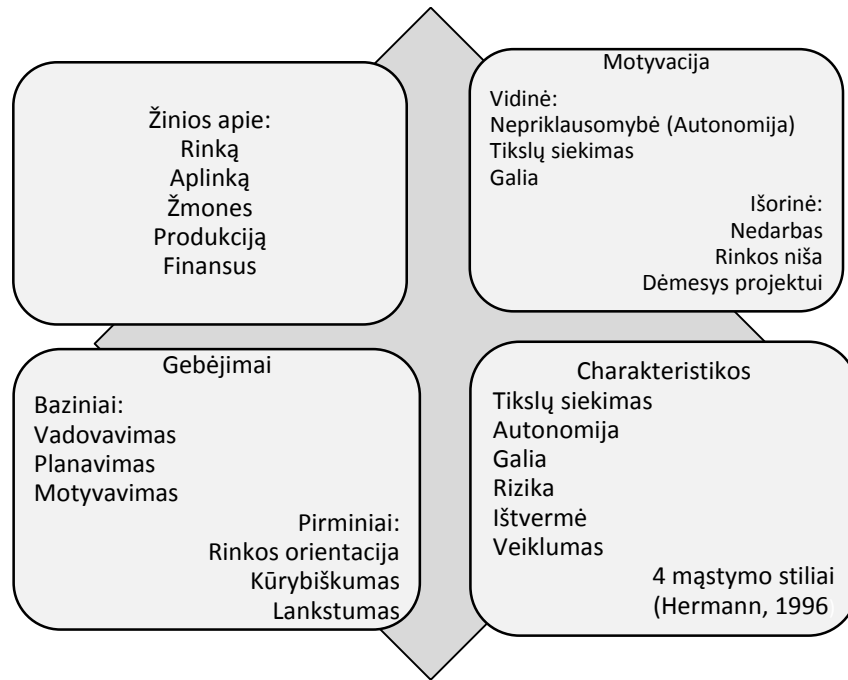 Žinios apie:
Rinką
Aplinką
Žmones
Produkciją
Finansus
Motyvacija
Vidinė:
Nepriklausomybė (Autonomija)
Tikslų siekimas
Galia
Išorinė:
Nedarbas
Rinkos niša
Dėmesys projektui
Gebėjimai
Baziniai:
Vadovavimas
Planavimas
Motyvavimas
Pirminiai:
Rinkos orientacija
Kūrybiškumas
Lankstumas
Charakteristikos
Tikslų siekimas
Autonomija
Galia
Rizika
Ištvermė
Veiklumas
4 mąstymo stiliai
(Hermann, 1996